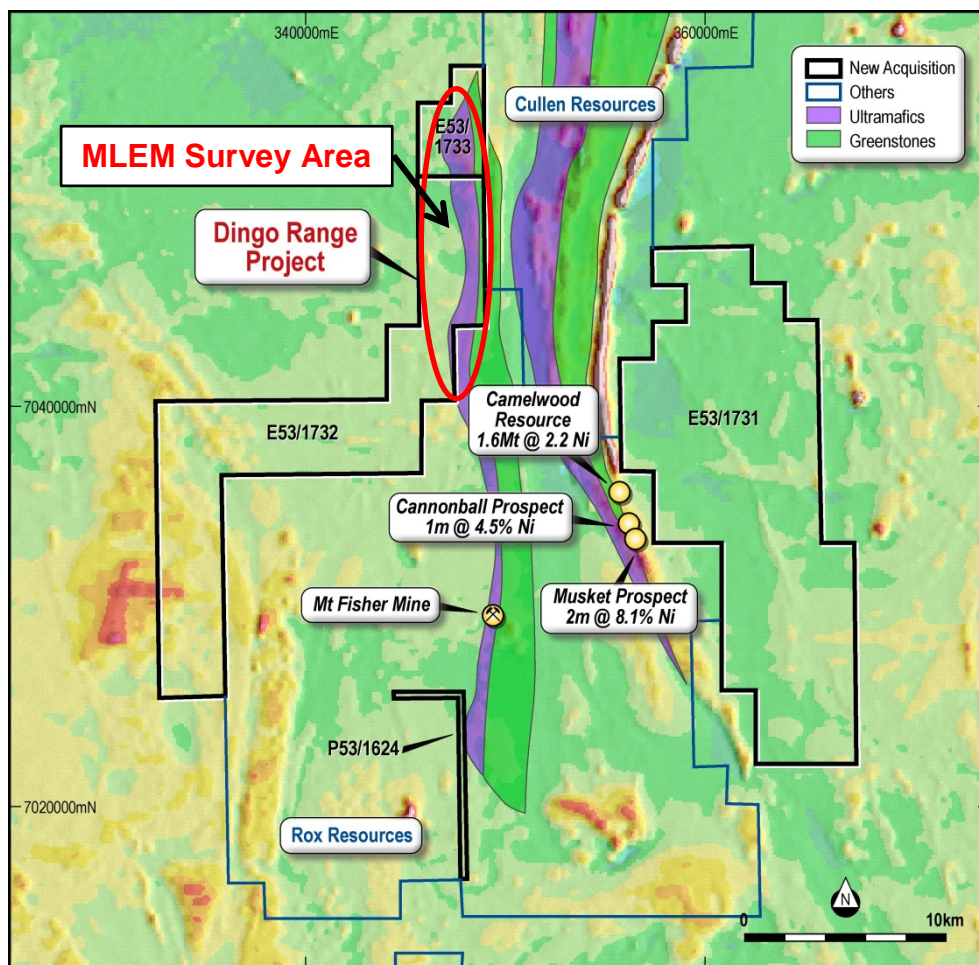 340000mE
360000mE
New Acquisition
Others
Ultramafics
Greenstones
Cullen Resources
E53/
1733
MLEM Survey Area
Dingo Range
Project
7040000mN
E53/1732
Camelwood
Resource
1.6Mt @ 2.2 Ni
E53/1731
Cannonball Prospect
1m @ 4.5% Ni
Mt Fisher Mine
Musket Prospect
2m @ 8.1% Ni
P53/1624
7020000mN
Rox Resources
N
0
10km